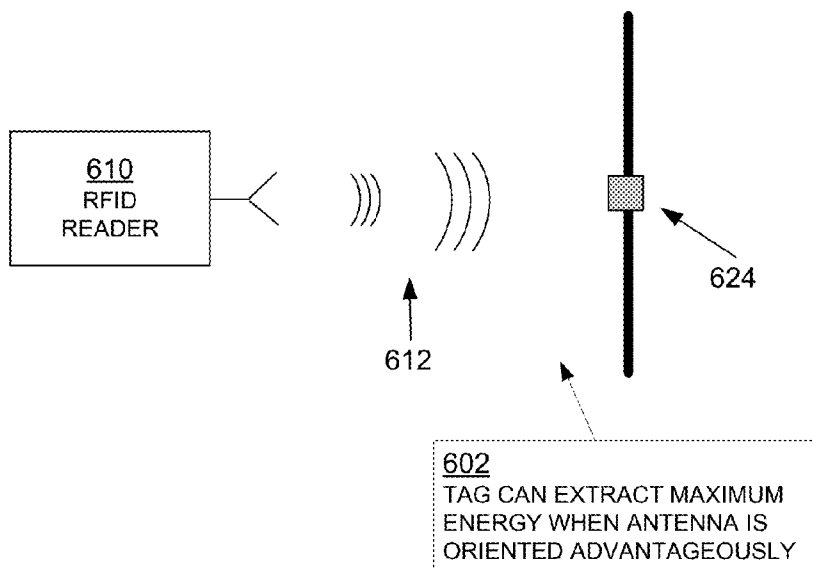 610
RFID
READER
612
624
602
TAG CAN EXTRACT MAXIMUM
ENERGY WHEN ANTENNA IS
ORIENTED ADVANTAGEOUSLY